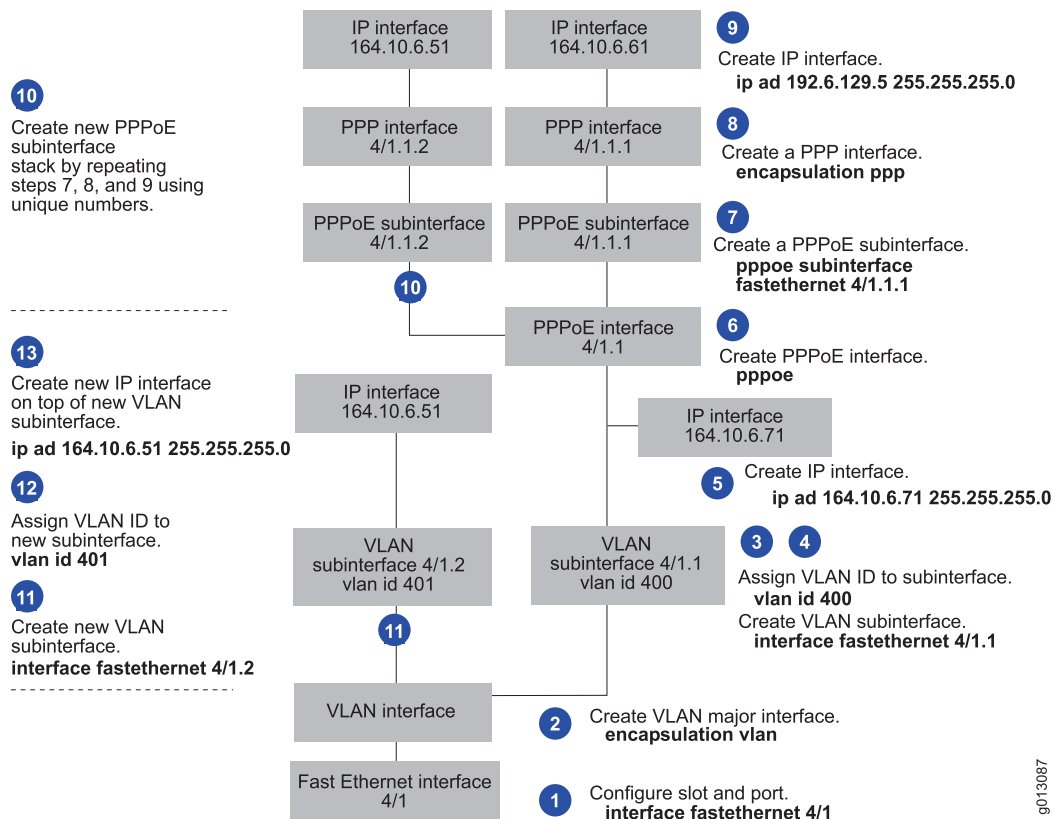 IP interface
164.10.6.51
IP interface
164.10.6.61
9
Create IP interface.
ip ad 192.6.129.5 255.255.255.0
10
Create new PPPoE
subinterface
stack by repeating
steps 7, 8, and 9 using
unique numbers.
PPP interface
4/1.1.2
PPP interface
4/1.1.1
8
Create a PPP interface.
encapsulation ppp
PPPoE subinterface
4/1.1.2
PPPoE subinterface
4/1.1.1
7
Create a PPPoE subinterface.
pppoe subinterface
fastethernet 4/1.1.1
10
PPPoE interface
4/1.1
6
Create PPPoE interface.
pppoe
13
Create new IP interface
on top of new VLAN
subinterface.
ip ad 164.10.6.51 255.255.255.0
IP interface
164.10.6.51
IP interface
164.10.6.71
5
Create IP interface.
ip ad 164.10.6.71 255.255.255.0
12
Assign VLAN ID to
new subinterface.
vlan id 401
VLAN
subinterface 4/1.2
vlan id 401
VLAN
subinterface 4/1.1
vlan id 400
3 4
Assign VLAN ID to subinterface.
vlan id 400
Create VLAN subinterface.
interface fastethernet 4/1.1
11
Create new VLAN
subinterface.
interface fastethernet 4/1.2
11
VLAN interface
2
Create VLAN major interface.
encapsulation vlan
Fast Ethernet interface
4/1
1
Configure slot and port.
interface fastethernet 4/1
g013087